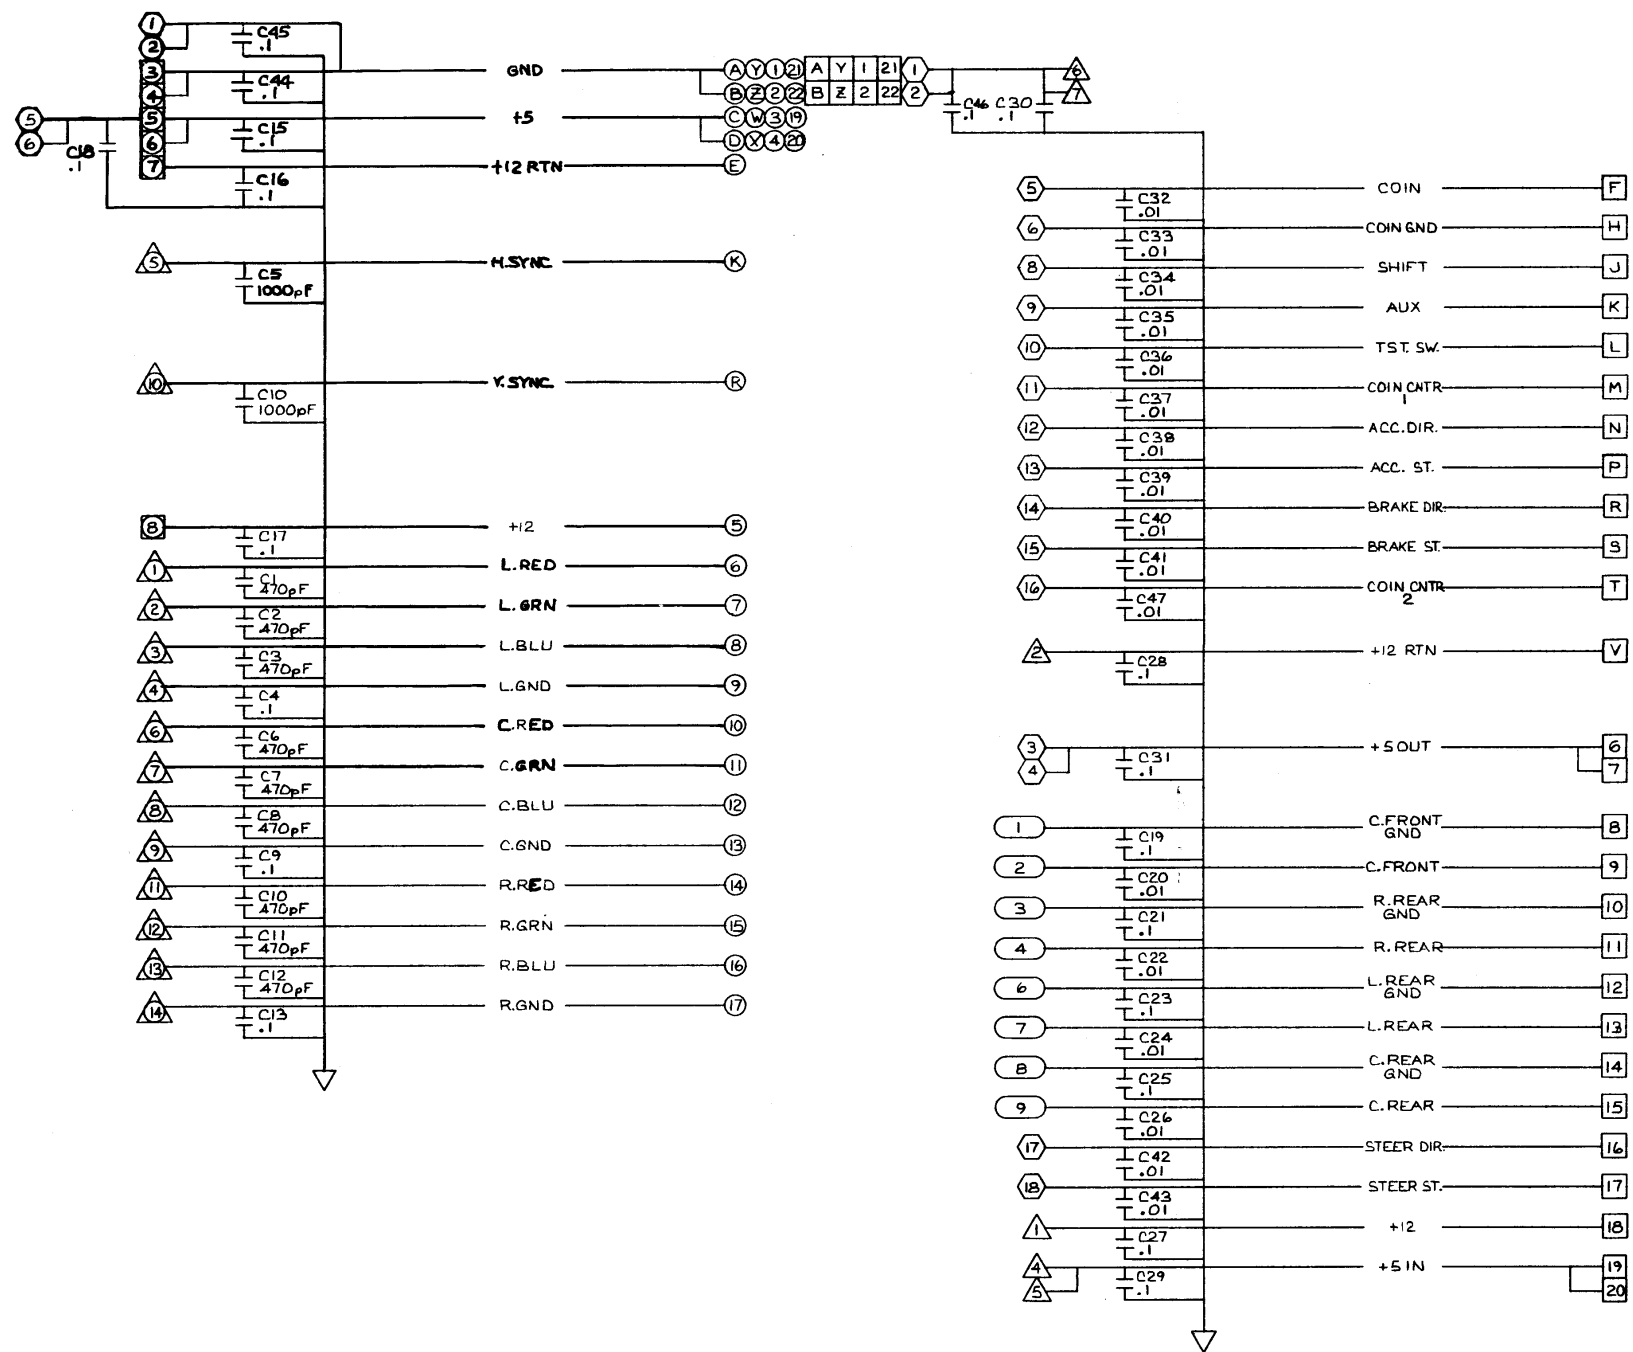 1
C45
.1
2
3
C44
.1
4
GND
A Y 1 21 A Y 1 21 1
B Z 2 22 B Z 2 22 2
C46
.1
C30
.1
6
7
5
6
C18
.1
5
C15
.1
6
+5
C W 3 19
D X 4 20
7
C16
.1
+12 RTN
E
5
C5
1000pF
H.SYNC
K
10
C10
1000pF
V.SYNC
R
8
C17
.1
+12
5
1
C1
470pF
L.RED
6
2
C2
470pF
L.GRN
7
3
C3
470pF
L.BLU
8
4
C4
.1
L.GND
9
6
C6
470pF
C.RED
10
7
C7
470pF
C.GRN
11
8
C8
470pF
C.BLU
12
9
C9
.1
C.GND
13
11
C10
470pF
R.RED
14
12
C11
470pF
R.GRN
15
13
C12
470pF
R.BLU
16
14
C13
.1
R.GND
17
5
C32
.01
COIN
F
6
C33
.01
COIN GND
H
8
C34
.01
SHIFT
J
9
C35
.01
AUX
K
10
C36
.01
TST. SW.
L
11
C37
.01
COIN CNTR
1
M
12
C38
.01
ACC.DIR.
N
13
C39
.01
ACC. ST.
P
14
C40
.01
BRAKE DIR.
R
15
C41
.01
BRAKE ST.
S
16
C47
.01
COIN CNTR
2
T
2
C28
.1
+12 RTN
V
3
4
C31
.1
+5 OUT
6
7
1
C19
.1
C.FRONT
GND
8
2
C20
.01
C.FRONT
9
3
C21
.1
R.REAR
GND
10
4
C22
.01
R.REAR
11
6
C23
.1
L.REAR
GND
12
7
C24
.01
L.REAR
13
8
C25
.1
C.REAR
GND
14
9
C26
.01
C.REAR
15
17
C42
.01
STEER DIR.
16
18
C43
.01
STEER ST.
17
1
C27
.1
+12
18
4
5
C29
.1
+5 IN
19
20